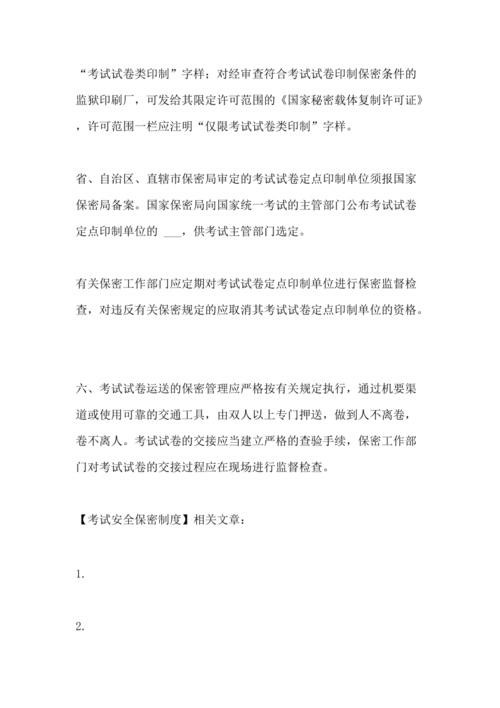 “考试试卷类印制”字样；对经审查符合考试试卷印制保密条件的
监狱印刷厂，可发给其限定许可范围的《国家秘密载体复制许可证》
，许可范围一栏应注明“仅限考试试卷类印制”字样。
省、自治区、直辖市保密局审定的考试试卷定点印制单位须报国家
保密局备案。国家保密局向国家统一考试的主管部门公布考试试卷
定点印制单位的 ___，供考试主管部门选定。
有关保密工作部门应定期对考试试卷定点印制单位进行保密监督检
查，对违反有关保密规定的应取消其考试试卷定点印制单位的资格。
六、考试试卷运送的保密管理应严格按有关规定执行，通过机要渠
道或使用可靠的交通工具，由双人以上专门押送，做到人不离卷，
卷不离人。考试试卷的交接应当建立严格的查验手续，保密工作部
门对考试试卷的交接过程应在现场进行监督检查。
【考试安全保密制度】相关文章：
1.
2.